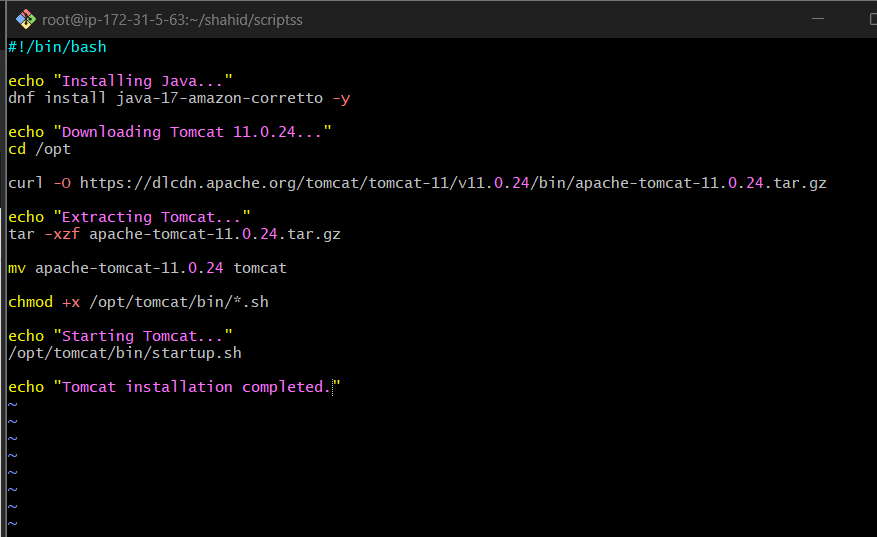 root@ip-172-31-5-63:~/shahid/scriptss
#!/bin/bash
echo "Installing Java..."
dnf install java-17-amazon-corretto -y
echo "Downloading Tomcat 11.0.24..."
cd /opt
curl -O https://dlcdn.apache.org/tomcat/tomcat-11/v11.0.24/bin/apache-tomcat-11.0.24.tar.gz
echo "Extracting Tomcat..."
tar -xzf apache-tomcat-11.0.24.tar.gz
mv apache-tomcat-11.0.24 tomcat
chmod +x /opt/tomcat/bin/*.sh
echo "Starting Tomcat..."
/opt/tomcat/bin/startup.sh
echo "Tomcat installation completed."
~
~
~
~
~
~
~
~